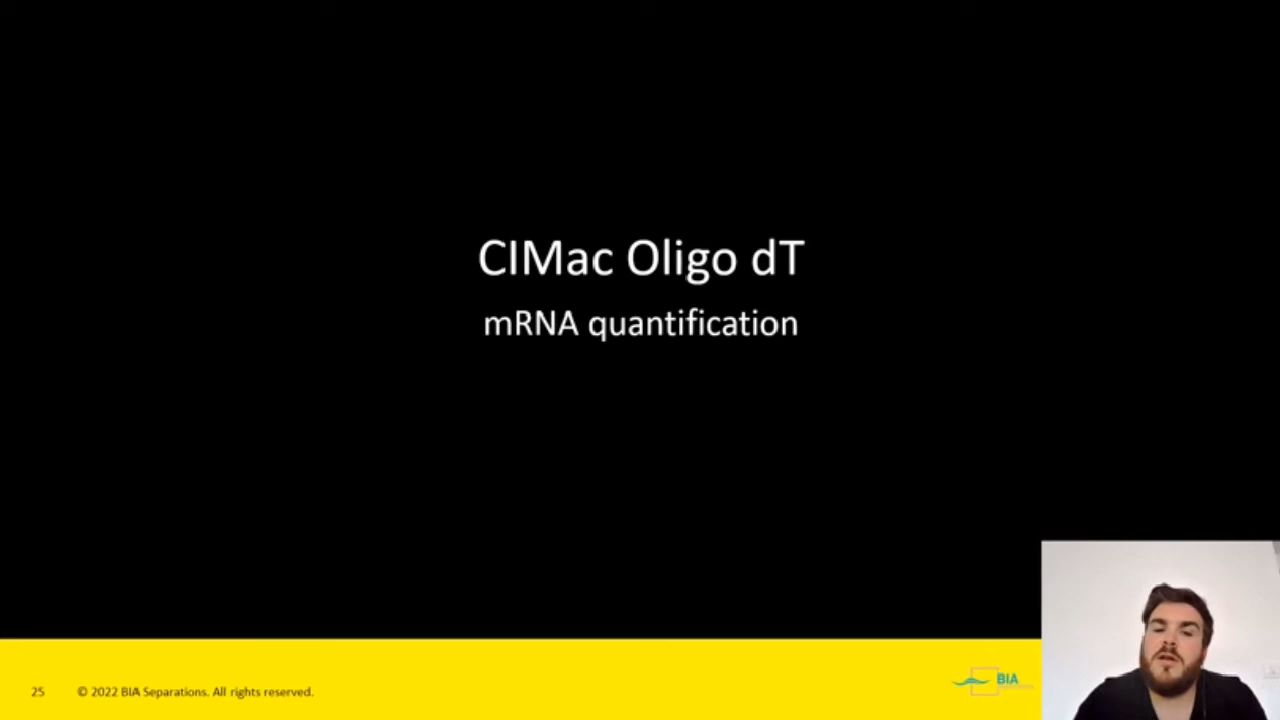 CIMac Oligo dT
mRNA quantification
25
© 2022 BIA Separations. All rights reserved.
BIA